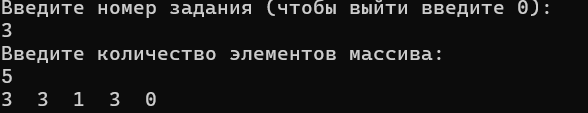 Введите номер задания (чтобы выйти введите 0):
3
Введите количество элементов массива:
5
3  3  1  3  0